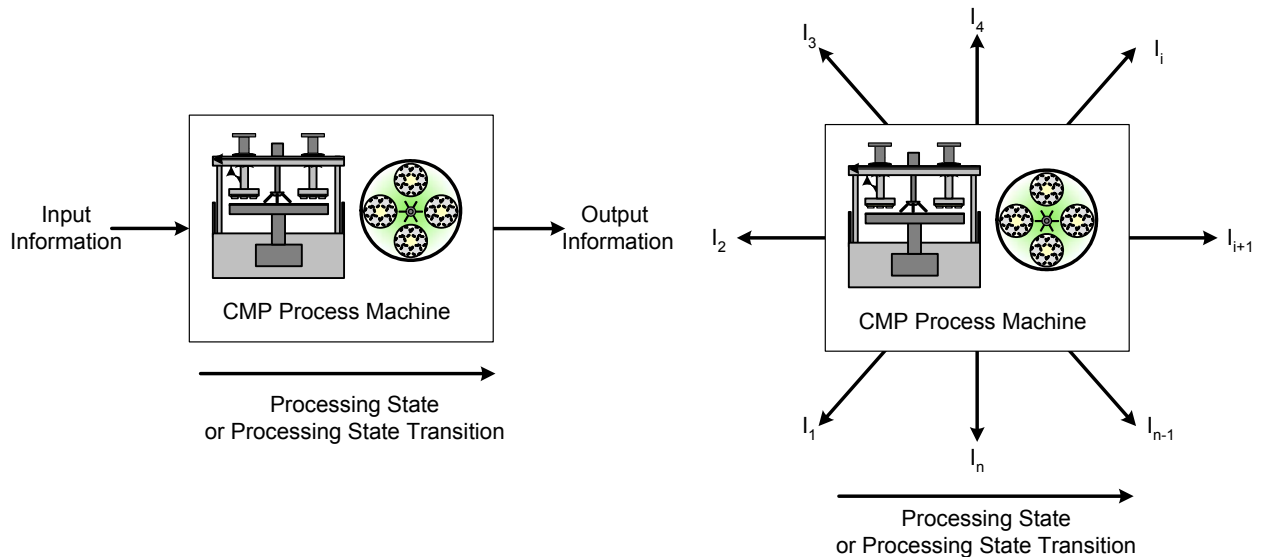 Input
Information
CMP Process Machine
Output
Information
Processing State
or Processing State Transition
I₃
I₄
Iᵢ
I₂
Iᵢ₊₁
CMP Process Machine
I₁
Iₙ
Iₙ₋₁
Processing State
or Processing State Transition